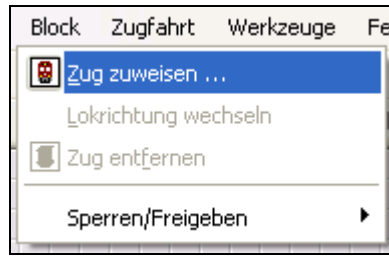 Block Zugfahrt Werkzeuge Fe
Zug zuweisen ...
Lokrichtung wechseln
Zug entfernen
Sperren/Freigeben